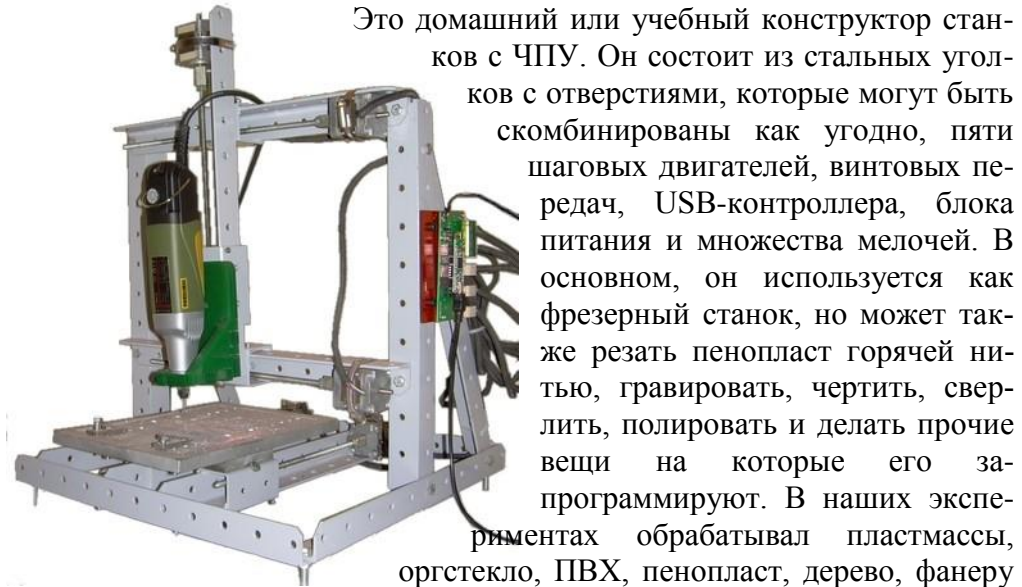 Это домашний или учебный конструктор стан-
ков с ЧПУ. Он состоит из стальных угол-
ков с отверстиями, которые могут быть
скомбинированы как угодно, пяти
шаговых двигателей, винтовых пе-
редач, USB-контроллера, блока
питания и множества мелочей. В
основном, он используется как
фрезерный станок, но может так-
же резать пенопласт горячей ни-
тью, гравировать, чертить, свер-
лить, полировать и делать прочие
вещи на которые его за-
программируют. В наших экспе-
риментах обрабатывал пластмассы,
оргстекло, ПВХ, пенопласт, дерево, фанеру